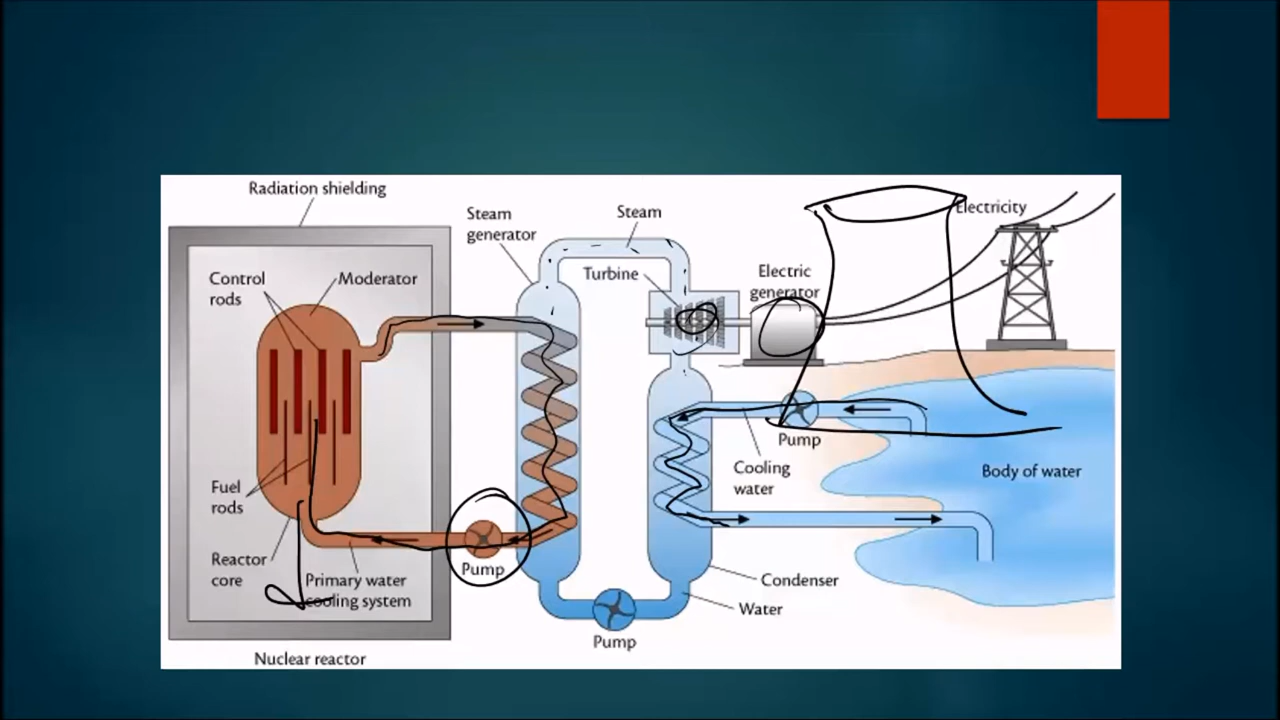 Radiation shielding
Steam
generator
Steam
Electricity
Control
rods
Moderator
Turbine
Electric
generator
Fuel
rods
Pump
Cooling
water
Body of water
Reactor
core
Primary water
cooling system
Pump
Condenser
Water
Pump
Nuclear reactor